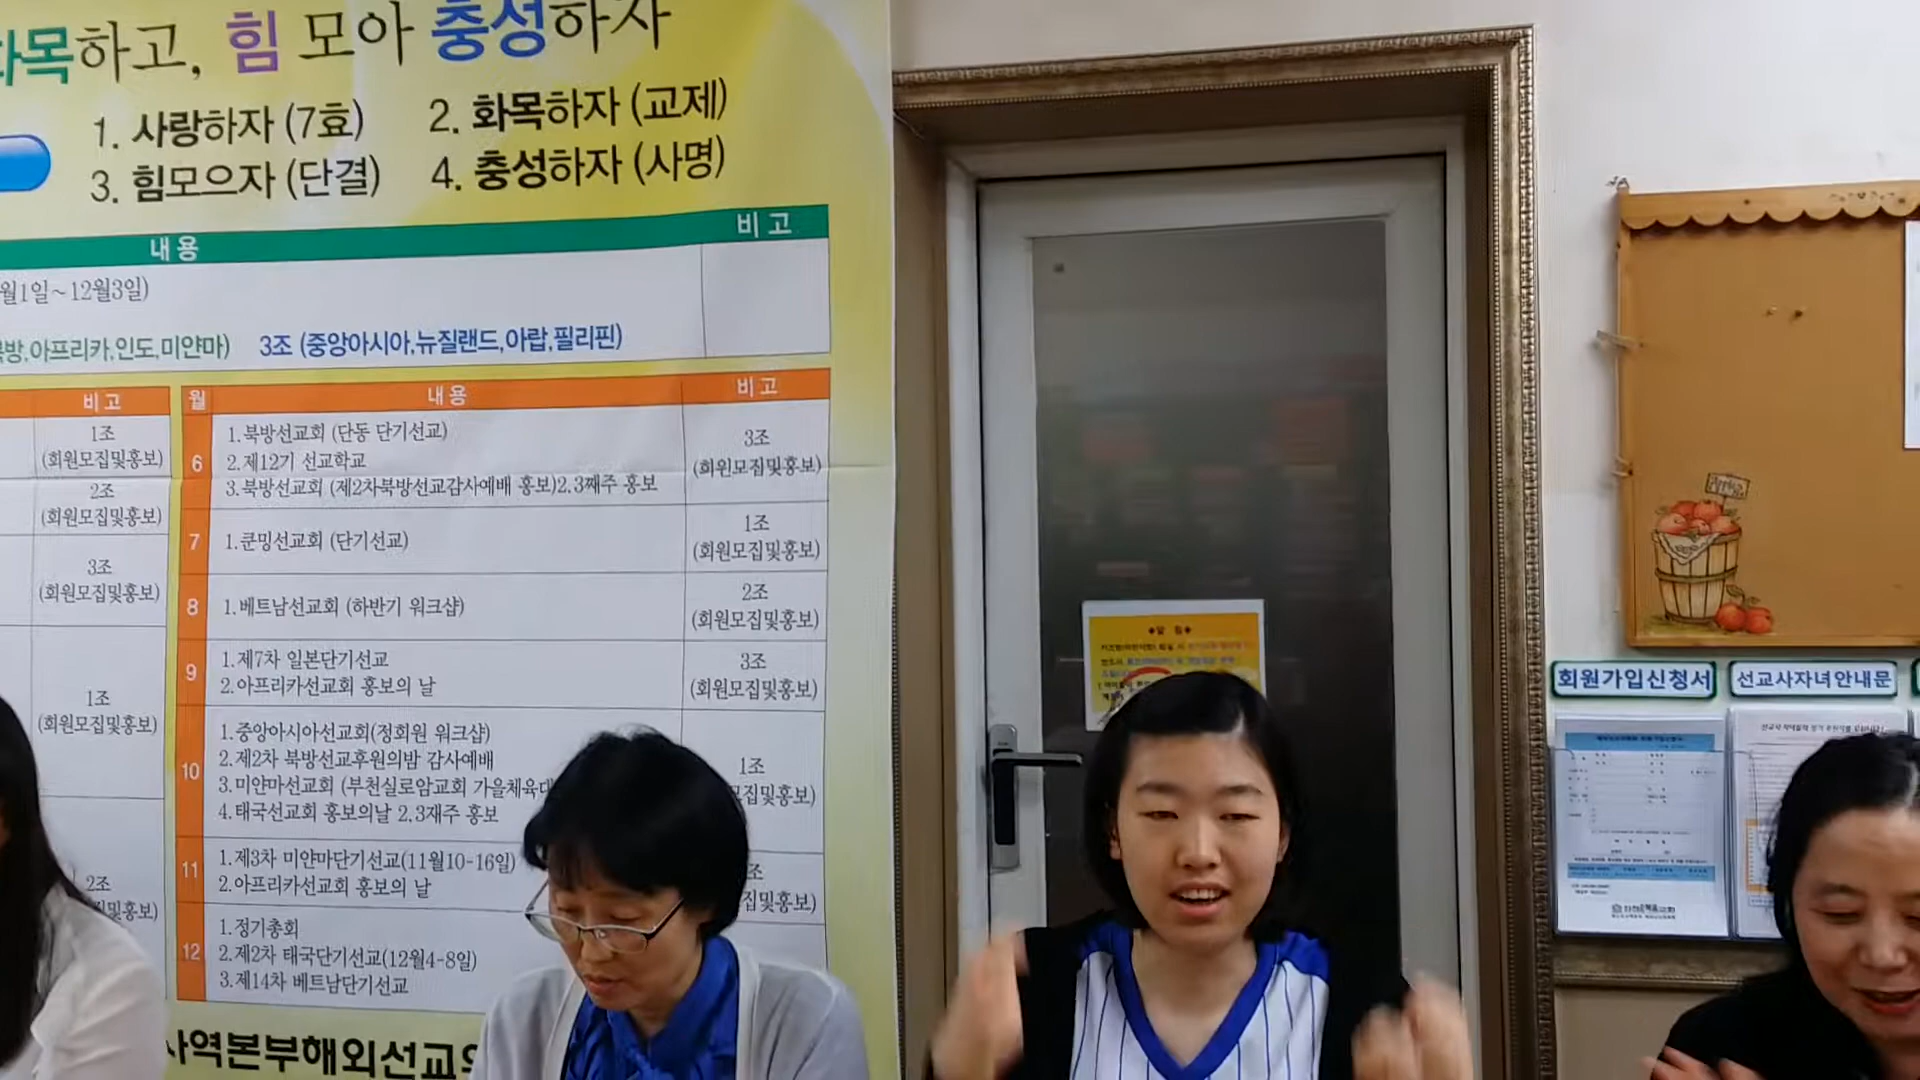 화목하고, 힘 모아 충성하자
1. 사랑하자 (7효) 2. 화목하자 (교제)
3. 힘모으자 (단결) 4. 충성하자 (사명)
내용 비고
월1일~12월3일)
북방,아프리카,인도,미얀마) 3조 (중앙아시아,뉴질랜드,아랍,필리핀)
비고
1조
(회원모집및홍보)
2조
(회원모집및홍보)
3조
(회원모집및홍보)
1조
(회원모집및홍보)
2조
월 내용 비고
6
1.북방선교회 (단동 단기선교)
2.제12기 선교학교
3.북방선교회 (제2차북방선교감사예배 홍보)2.3째주 홍보
3조
(회원모집및홍보)
7
1.쿤밍선교회 (단기선교)
1조
(회원모집및홍보)
8
1.베트남선교회 (하반기 워크샵)
2조
(회원모집및홍보)
9
1.제7차 일본단기선교
2.아프리카선교회 홍보의 날
3조
(회원모집및홍보)
10
1.중앙아시아선교회(정회원 워크샵)
2.제2차 북방선교후원의밤 감사예배
3.미얀마선교회 (부천실로암교회 가을체육대
4.태국선교회 홍보의날 2.3재주 홍보
1조
모집및홍보)
11
1.제3차 미얀마단기선교(11월10-16일)
2.아프리카선교회 홍보의 날
조
집및홍보)
12
1.정기총회
2.제2차 태국단기선교(12월4-8일)
3.제14차 베트남단기선교
사역본부해외선교
알 림
Apples
회원가입신청서
선교사자녀안내문